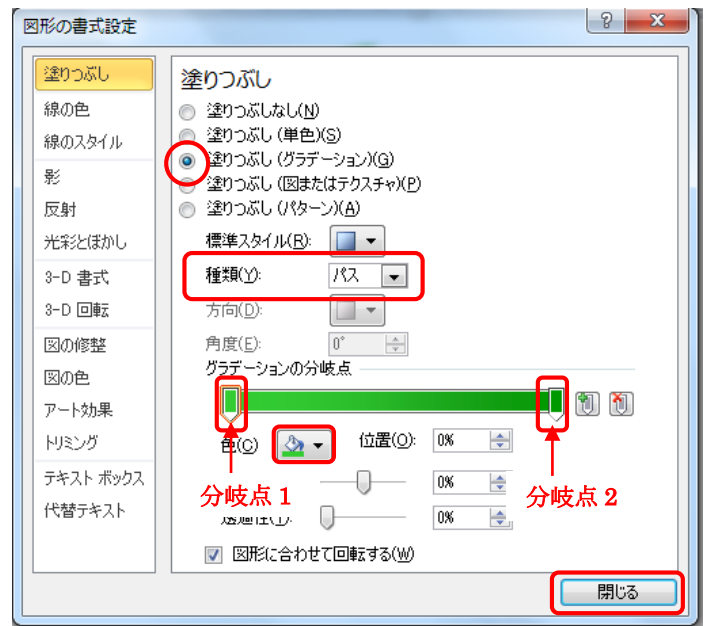 図形の書式設定
塗りつぶし
線の色
線のスタイル
影
反射
光彩とぼかし
3-D 書式
3-D 回転
図の修整
図の色
アート効果
トリミング
テキスト ボックス
代替テキスト
塗りつぶし
塗りつぶしなし(N)
塗りつぶし (単色)(S)
塗りつぶし (グラデーション)(G)
塗りつぶし (図またはテクスチャ)(P)
塗りつぶし (パターン)(A)
標準スタイル(R):
種類(Y): パス
方向(D):
角度(E): 0°
グラデーションの分岐点
色(C) 位置(O): 0%
分岐点 1
0%
分岐点 2
0%
図形に合わせて回転する(W)
閉じる